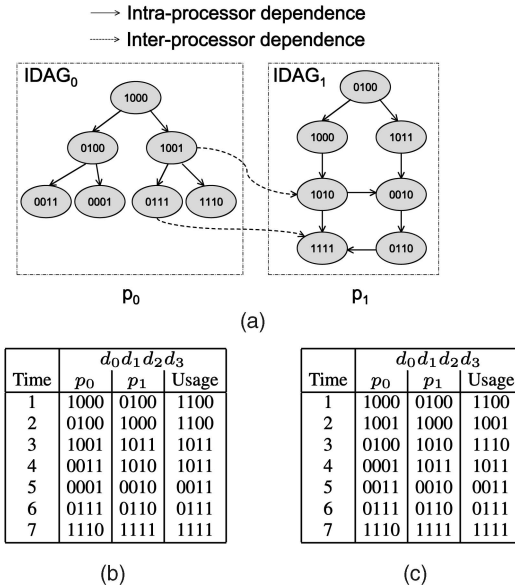 Intra-processor dependence
Inter-processor dependence
IDAG0
IDAG1
1000
0100
0100
1001
1000
1011
0011
0001
0111
1110
1010
0010
1111
0110
p0
p1
(a)
d0d1d2d3
Time p0 p1 Usage
1 1000 0100 1100
2 0100 1000 1100
3 1001 1011 1011
4 0011 1010 1011
5 0001 0010 0011
6 0111 0110 0111
7 1110 1111 1111
(b)
d0d1d2d3
Time p0 p1 Usage
1 1000 0100 1100
2 1001 1000 1001
3 0100 1010 1110
4 0001 1011 1011
5 0011 0010 0011
6 0111 0110 0111
7 1110 1111 1111
(c)